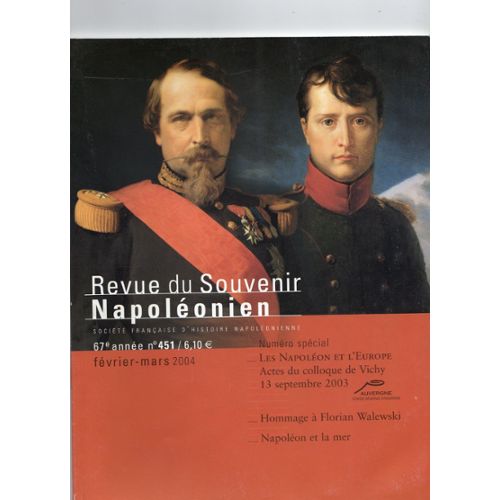 Revue du Souvenir
Napoléonien
SOCIÉTÉ FRANÇAISE D'HISTOIRE NAPOLÉONIENNE
67e année n°451 / 6,10 €
février-mars 2004
Numéro spécial
LES NAPOLÉON ET L'EUROPE
Actes du colloque de Vichy
13 septembre 2003
AUVERGNE
Hommage à Florian Walewski
Napoléon et la mer